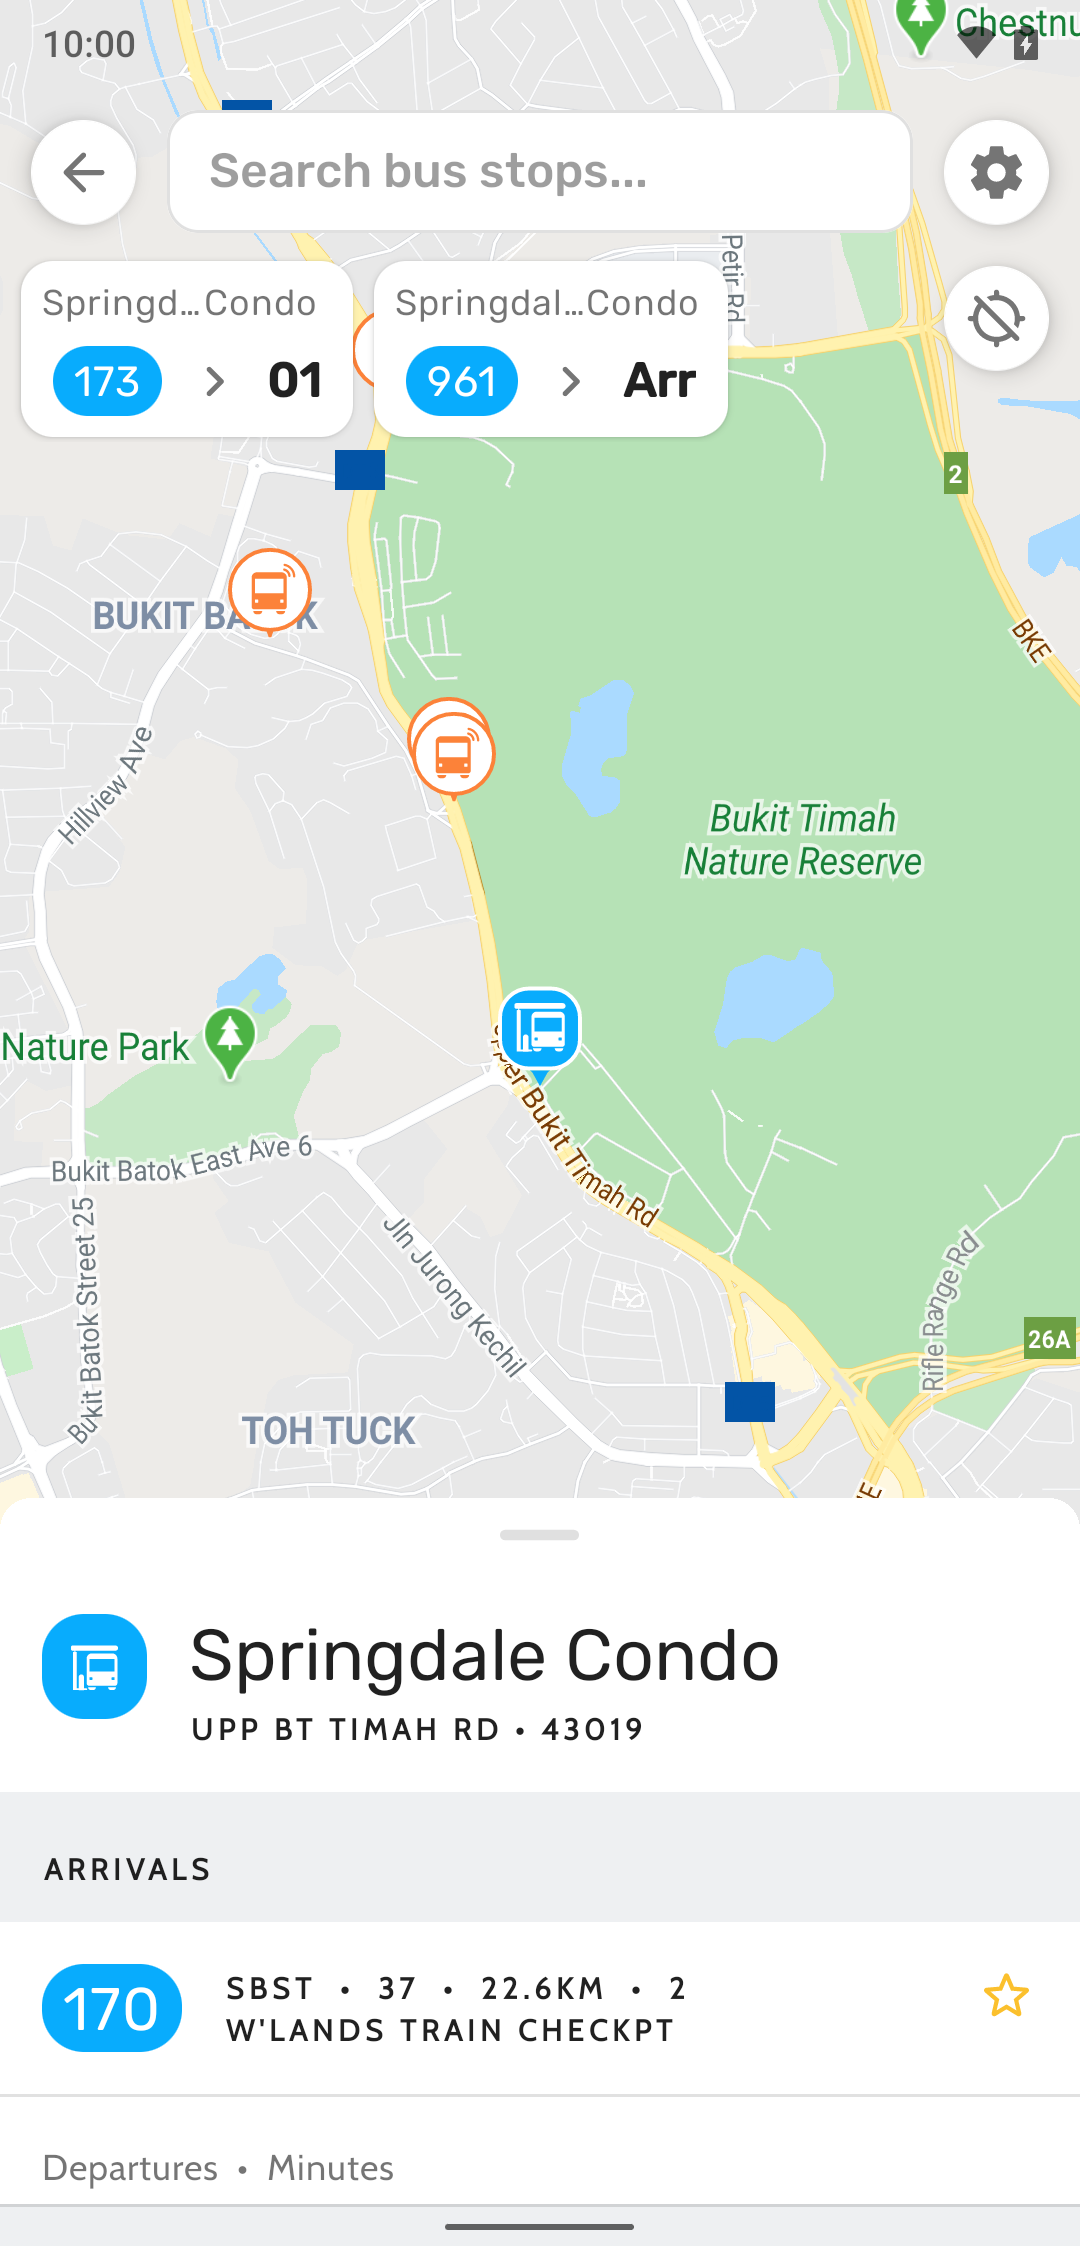 10:00
Chestnu
Search bus stops...
Petir Rd
Springd...Condo
173 > 01
Springdal...Condo
961 > Arr
2
BUKIT BA K
BKE
Hillview Ave
Bukit Timah
Nature Reserve
Nature Park
er Bukit Timah Rd
Bukit Batok East Ave 6
Bukit Batok Street 25
Jln Jurong Kechil
Rifle Range Rd
26A
TOH TUCK
Springdale Condo
UPP BT TIMAH RD • 43019
ARRIVALS
170
SBST • 37 • 22.6KM • 2
W'LANDS TRAIN CHECKPT
Departures • Minutes